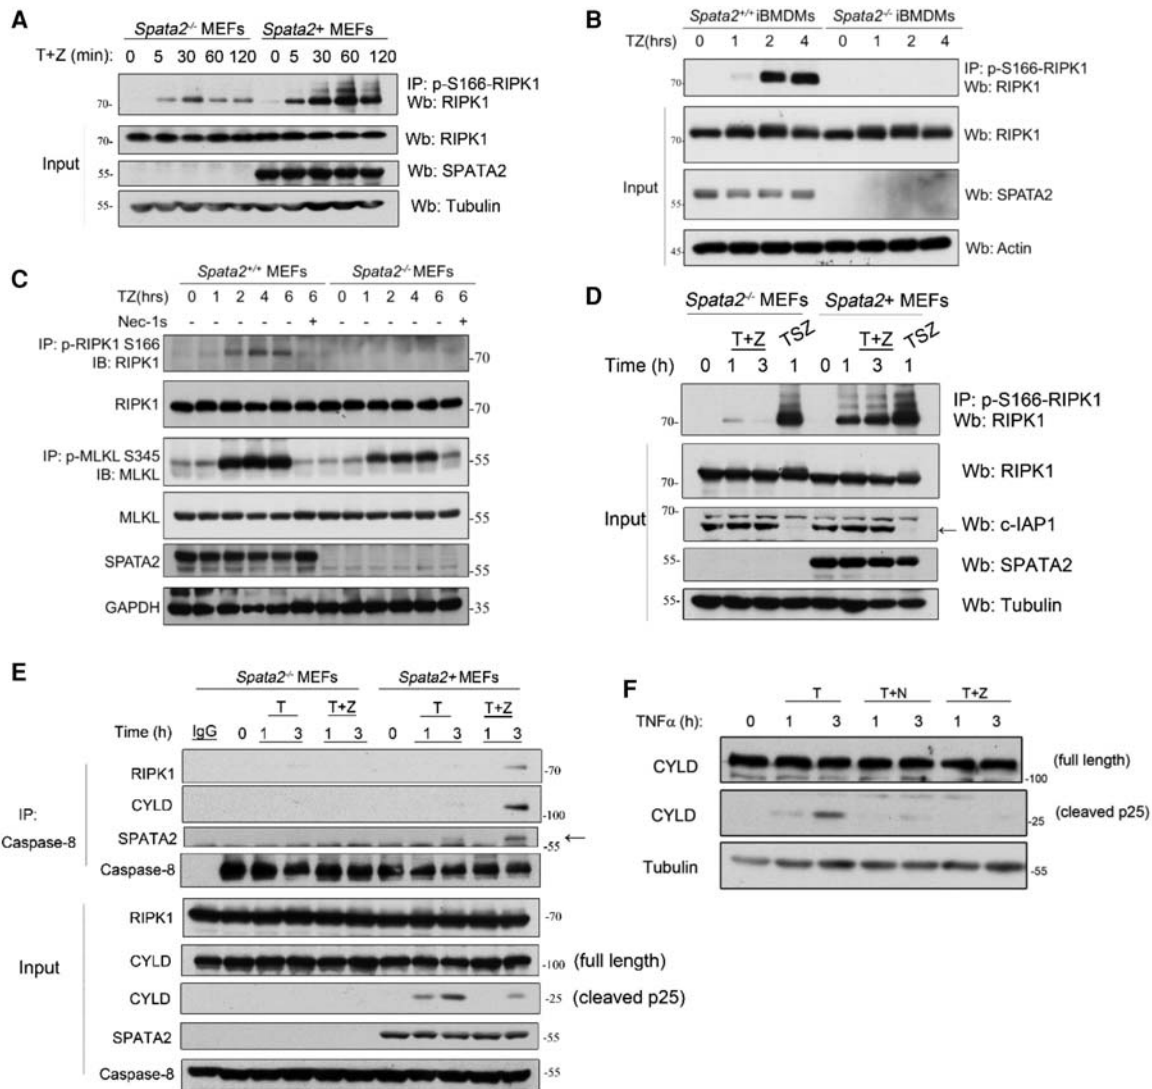 A
Spata2-/- MEFs Spata2+ MEFs
T+Z (min): 0 5 30 60 120 0 5 30 60 120
IP: p-S166-RIPK1
70- Wb: RIPK1
70- Wb: RIPK1
Input
55- Wb: SPATA2
55- Wb: Tubulin
B
Spata2+/+ iBMDMs Spata2-/- iBMDMs
TZ(hrs) 0 1 2 4 0 1 2 4
IP: p-S166-RIPK1
70- Wb: RIPK1
70- Wb: RIPK1
Input
55- Wb: SPATA2
45- Wb: Actin
C
Spata2+/+ MEFs Spata2-/- MEFs
TZ(hrs) 0 1 2 4 6 6 0 1 2 4 6 6
Nec-1s - - - - - + - - - - - +
IP: p-RIPK1 S166
IB: RIPK1 -70
RIPK1 -70
IP: p-MLKL S345 -55
IB: MLKL
MLKL -55
SPATA2 -55
GAPDH -35
D
Spata2-/- MEFs Spata2+ MEFs
T+Z TSZ T+Z TSZ
Time (h) 0 1 3 1 0 1 3 1
IP: p-S166-RIPK1
70- Wb: RIPK1
70- Wb: RIPK1
Input
70- ← Wb: c-IAP1
55- Wb: SPATA2
55- Wb: Tubulin
E
Spata2-/- MEFs Spata2+ MEFs
T T+Z T T+Z
Time (h) IgG 0 1 3 1 3 0 1 3 1 3
IP:
Caspase-8
RIPK1 -70
CYLD -100
SPATA2 -55 ←
Caspase-8
Input
RIPK1 -70
CYLD -100 (full length)
CYLD -25 (cleaved p25)
SPATA2 -55
Caspase-8 -55
F
T T+N T+Z
TNFα (h): 0 1 3 1 3 1 3
CYLD -100 (full length)
CYLD -25 (cleaved p25)
Tubulin -55